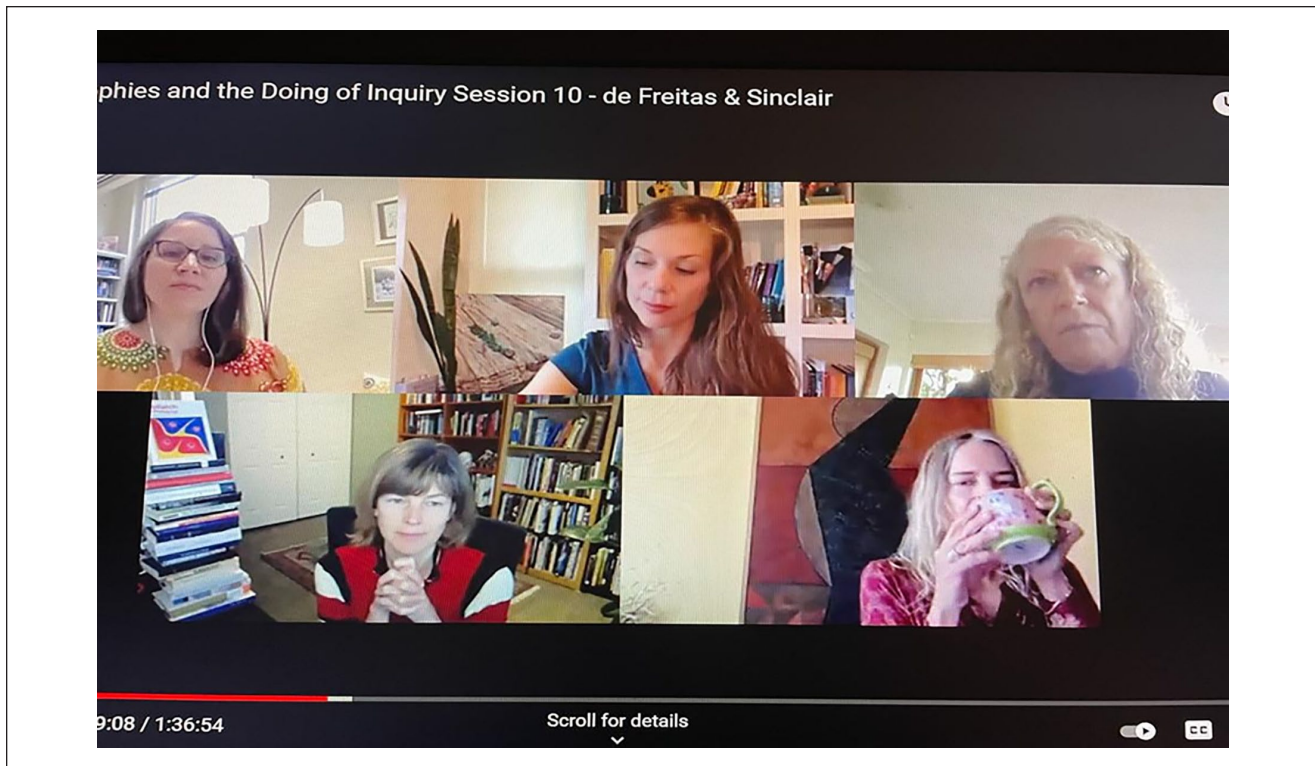 phies and the Doing of Inquiry Session 10 - de Freitas & Sinclair
9:08 / 1:36:54
Scroll for details
CC